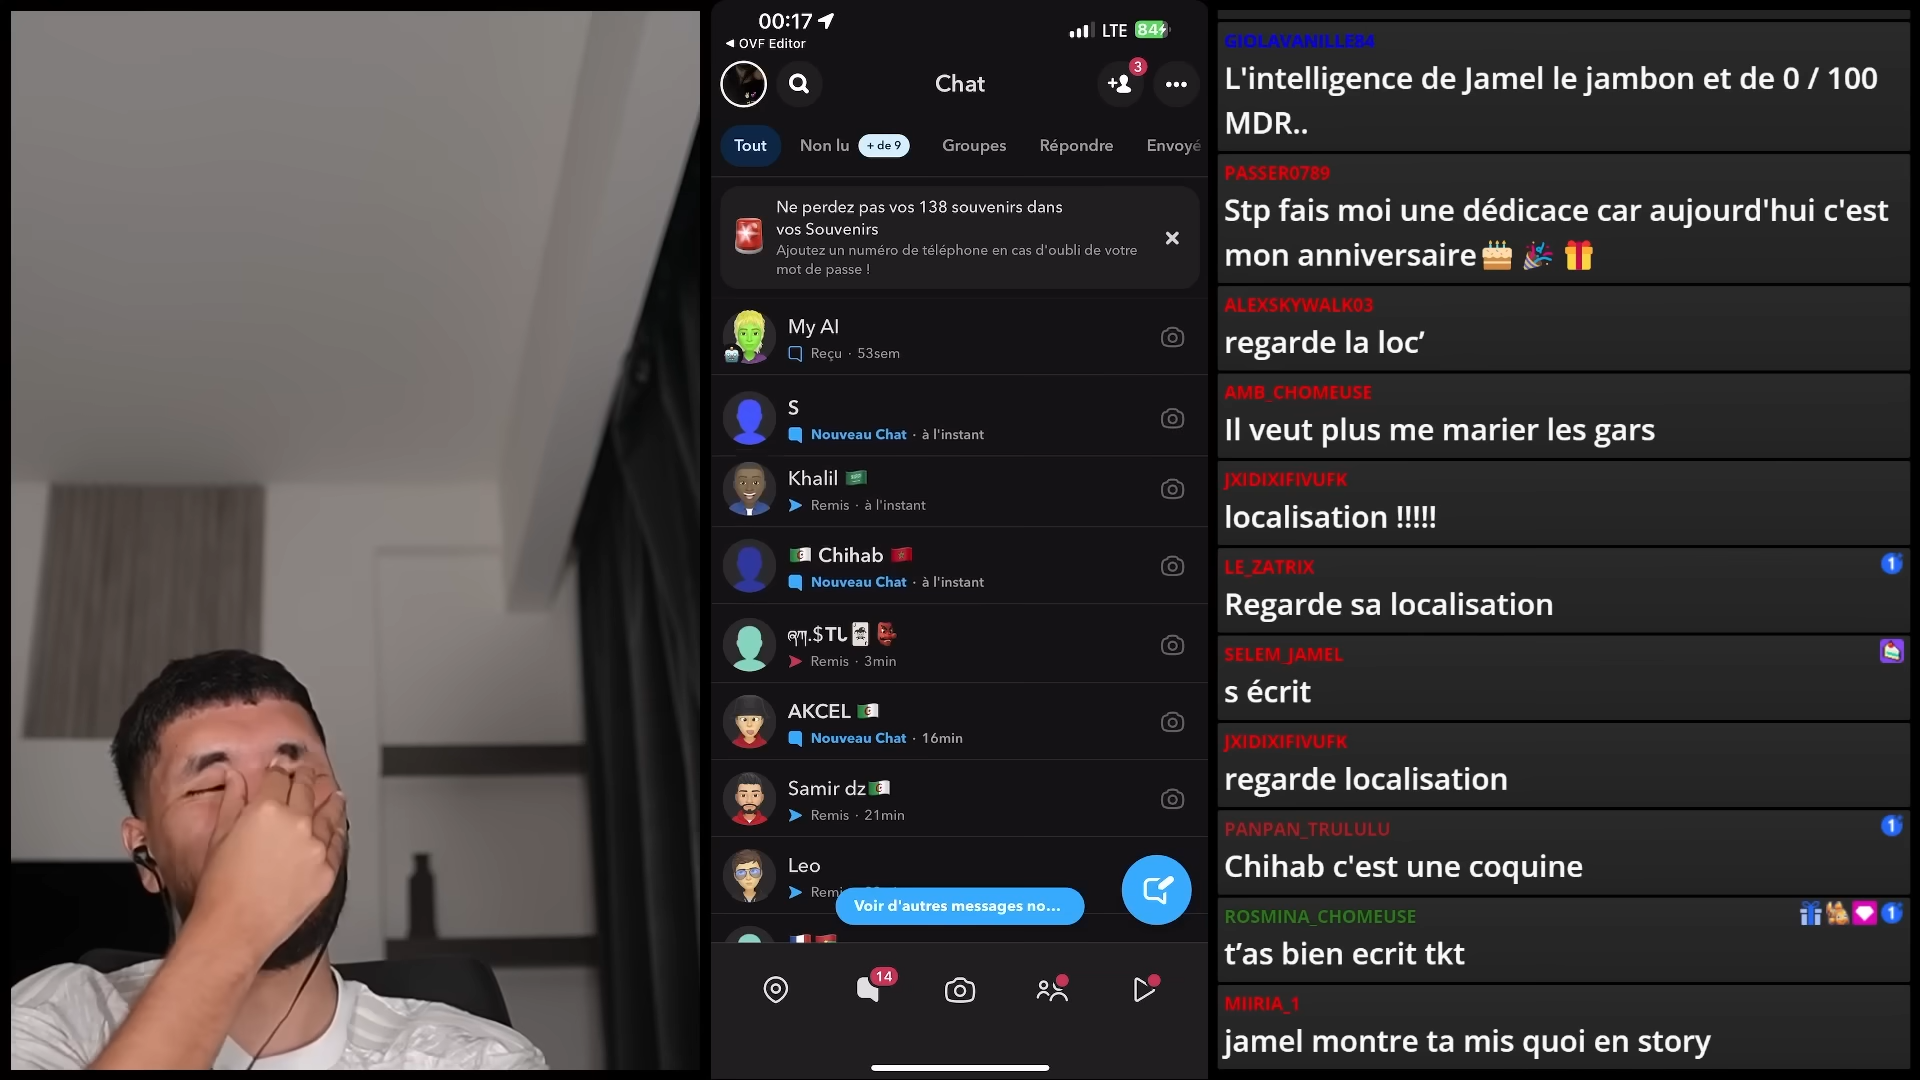 00:17
LTE
84
◀ OVF Editor
Chat
3
Tout
Non lu
+ de 9
Groupes
Répondre
Envoyé
Ne perdez pas vos 138 souvenirs dans
vos Souvenirs
Ajoutez un numéro de téléphone en cas d'oubli de votre
mot de passe !
My AI
Reçu · 53sem
S
Nouveau Chat · à l'instant
Khalil 🇸🇦
Remis · à l'instant
🇩🇿 Chihab 🇲🇦
Nouveau Chat · à l'instant
Remis · 3min
AKCEL 🇩🇿
Nouveau Chat · 16min
Samir dz🇩🇿
Remis · 21min
Leo
Remi
Voir d'autres messages no...
14
GIOLAVANILLE84
L'intelligence de Jamel le jambon et de 0 / 100
MDR..
PASSER0789
Stp fais moi une dédicace car aujourd'hui c'est
mon anniversaire🎂 🎉 🎁
ALEXSKYWALK03
regarde la loc’
AMB_CHOMEUSE
Il veut plus me marier les gars
JXIDIXIFIVUFK
localisation !!!!!
LE_ZATRIX
1
Regarde sa localisation
SELEM_JAMEL
s écrit
JXIDIXIFIVUFK
regarde localisation
PANPAN_TRULULU
1
Chihab c'est une coquine
ROSMINA_CHOMEUSE
1
t’as bien ecrit tkt
MIIRIA_1
jamel montre ta mis quoi en story